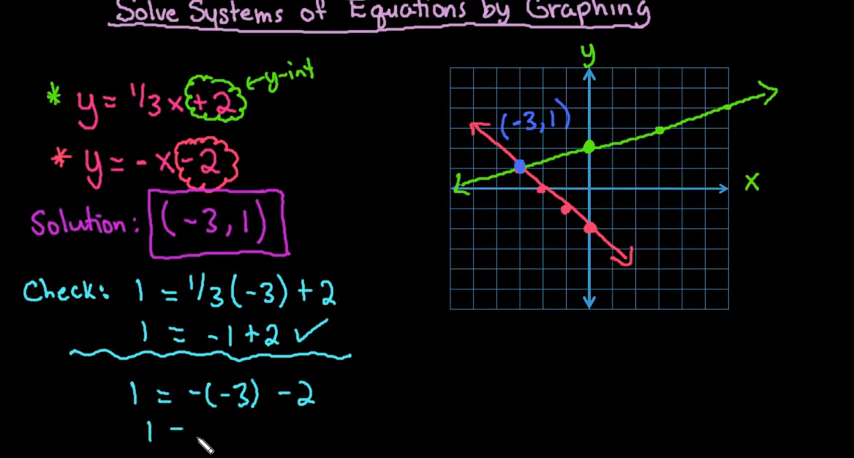 Solve Systems of Equations by Graphing
* y = 1/3 x + 2 ← y-int
* y = - x - 2
Solution: (-3, 1)
Check: 1 = 1/3 (-3) + 2
1 = -1 + 2 ✓
1 = -(-3) - 2
1 =
y
(-3, 1)
x